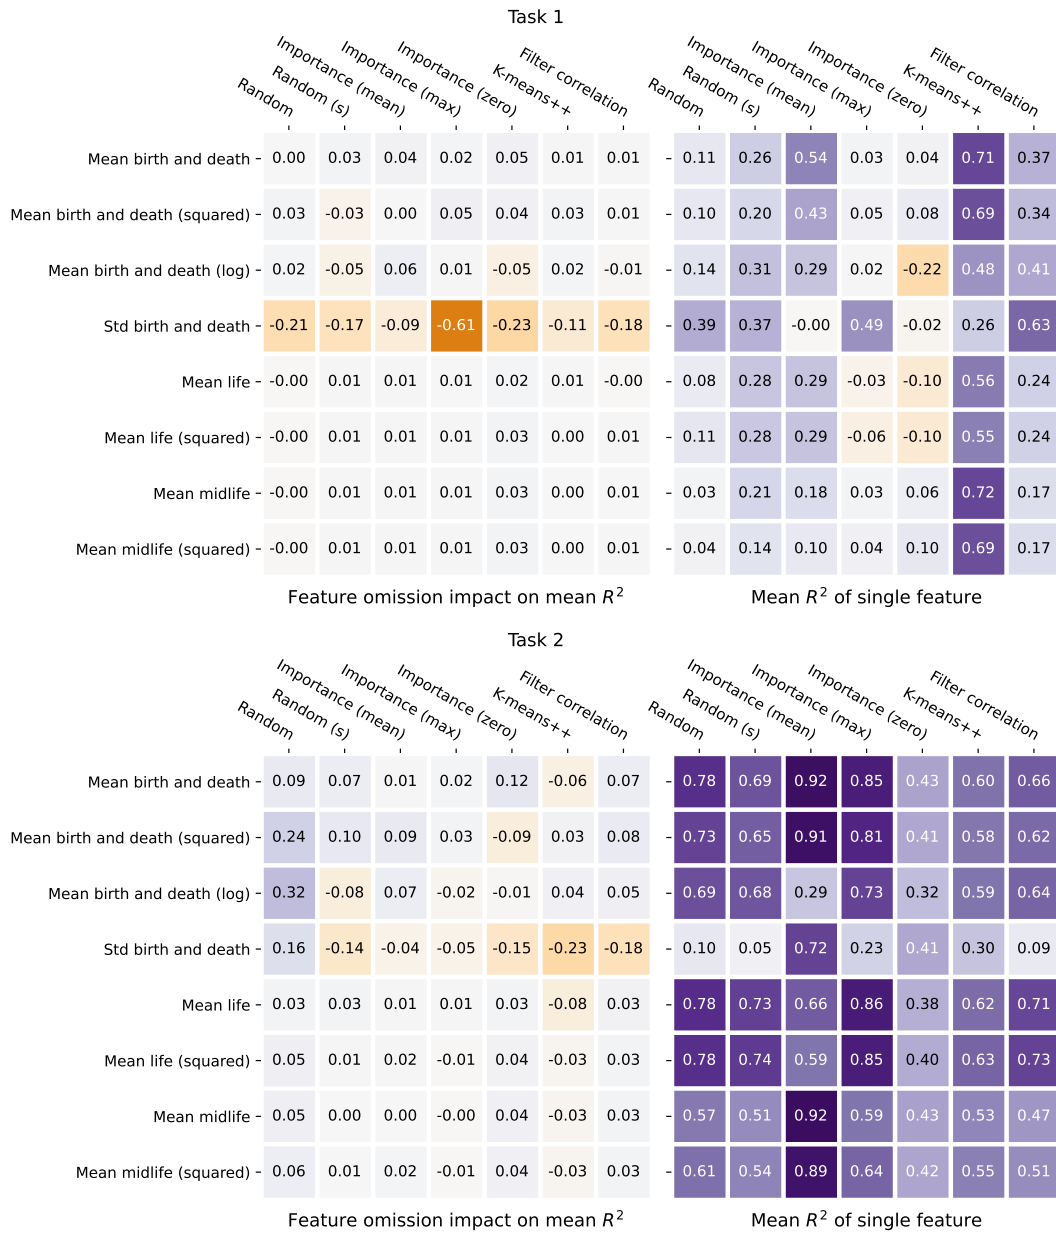 Task 1
Random Random (s) Importance (mean) Importance (max) Importance (zero) K-means++ Filter correlation Random Random (s) Importance (mean) Importance (max) Importance (zero) K-means++ Filter correlation
Mean birth and death 0.00 0.03 0.04 0.02 0.05 0.01 0.01 0.11 0.26 0.54 0.03 0.04 0.71 0.37
Mean birth and death (squared) 0.03 -0.03 0.00 0.05 0.04 0.03 0.01 0.10 0.20 0.43 0.05 0.08 0.69 0.34
Mean birth and death (log) 0.02 -0.05 0.06 0.01 -0.05 0.02 -0.01 0.14 0.31 0.29 0.02 -0.22 0.48 0.41
Std birth and death -0.21 -0.17 -0.09 -0.61 -0.23 -0.11 -0.18 0.39 0.37 -0.00 0.49 -0.02 0.26 0.63
Mean life -0.00 0.01 0.01 0.01 0.02 0.01 -0.00 0.08 0.28 0.29 -0.03 -0.10 0.56 0.24
Mean life (squared) -0.00 0.01 0.01 0.01 0.03 0.00 0.01 0.11 0.28 0.29 -0.06 -0.10 0.55 0.24
Mean midlife -0.00 0.01 0.01 0.01 0.03 0.00 0.01 0.03 0.21 0.18 0.03 0.06 0.72 0.17
Mean midlife (squared) -0.00 0.01 0.01 0.01 0.03 0.00 0.01 0.04 0.14 0.10 0.04 0.10 0.69 0.17
Feature omission impact on mean R² Mean R² of single feature
Task 2
Random Random (s) Importance (mean) Importance (max) Importance (zero) K-means++ Filter correlation Random Random (s) Importance (mean) Importance (max) Importance (zero) K-means++ Filter correlation
Mean birth and death 0.09 0.07 0.01 0.02 0.12 -0.06 0.07 0.78 0.69 0.92 0.85 0.43 0.60 0.66
Mean birth and death (squared) 0.24 0.10 0.09 0.03 -0.09 0.03 0.08 0.73 0.65 0.91 0.81 0.41 0.58 0.62
Mean birth and death (log) 0.32 -0.08 0.07 -0.02 -0.01 0.04 0.05 0.69 0.68 0.29 0.73 0.32 0.59 0.64
Std birth and death 0.16 -0.14 -0.04 -0.05 -0.15 -0.23 -0.18 0.10 0.05 0.72 0.23 0.41 0.30 0.09
Mean life 0.03 0.03 0.01 0.01 0.03 -0.08 0.03 0.78 0.73 0.66 0.86 0.38 0.62 0.71
Mean life (squared) 0.05 0.01 0.02 -0.01 0.04 -0.03 0.03 0.78 0.74 0.59 0.85 0.40 0.63 0.73
Mean midlife 0.05 0.00 0.00 -0.00 0.04 -0.03 0.03 0.57 0.51 0.92 0.59 0.43 0.53 0.47
Mean midlife (squared) 0.06 0.01 0.02 -0.01 0.04 -0.03 0.03 0.61 0.54 0.89 0.64 0.42 0.55 0.51
Feature omission impact on mean R² Mean R² of single feature